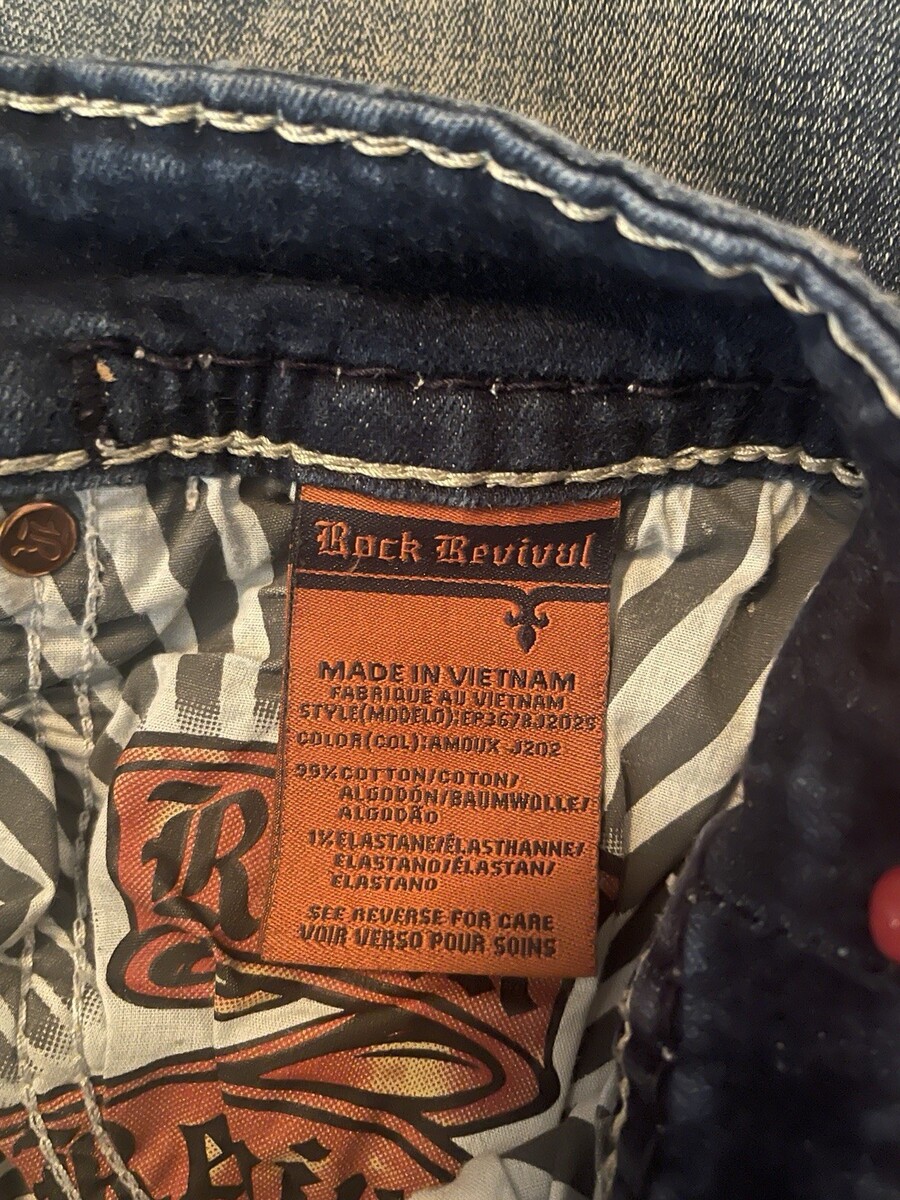 Rock Revival
MADE IN VIETNAM
FABRIQUE AU VIETNAM
STYLE(MODELO):EP3678J202S
COLOR(COL):AMOUX J202
99%COTTON/COTON/
ALGODÓN/BAUMWOLLE/
ALGODÃO
1%ELASTANE/ÉLASTHANNE/
ELASTANO/ÉLASTAN/
ELASTANO
SEE REVERSE FOR CARE
VOIR VERSO POUR SOINS
R